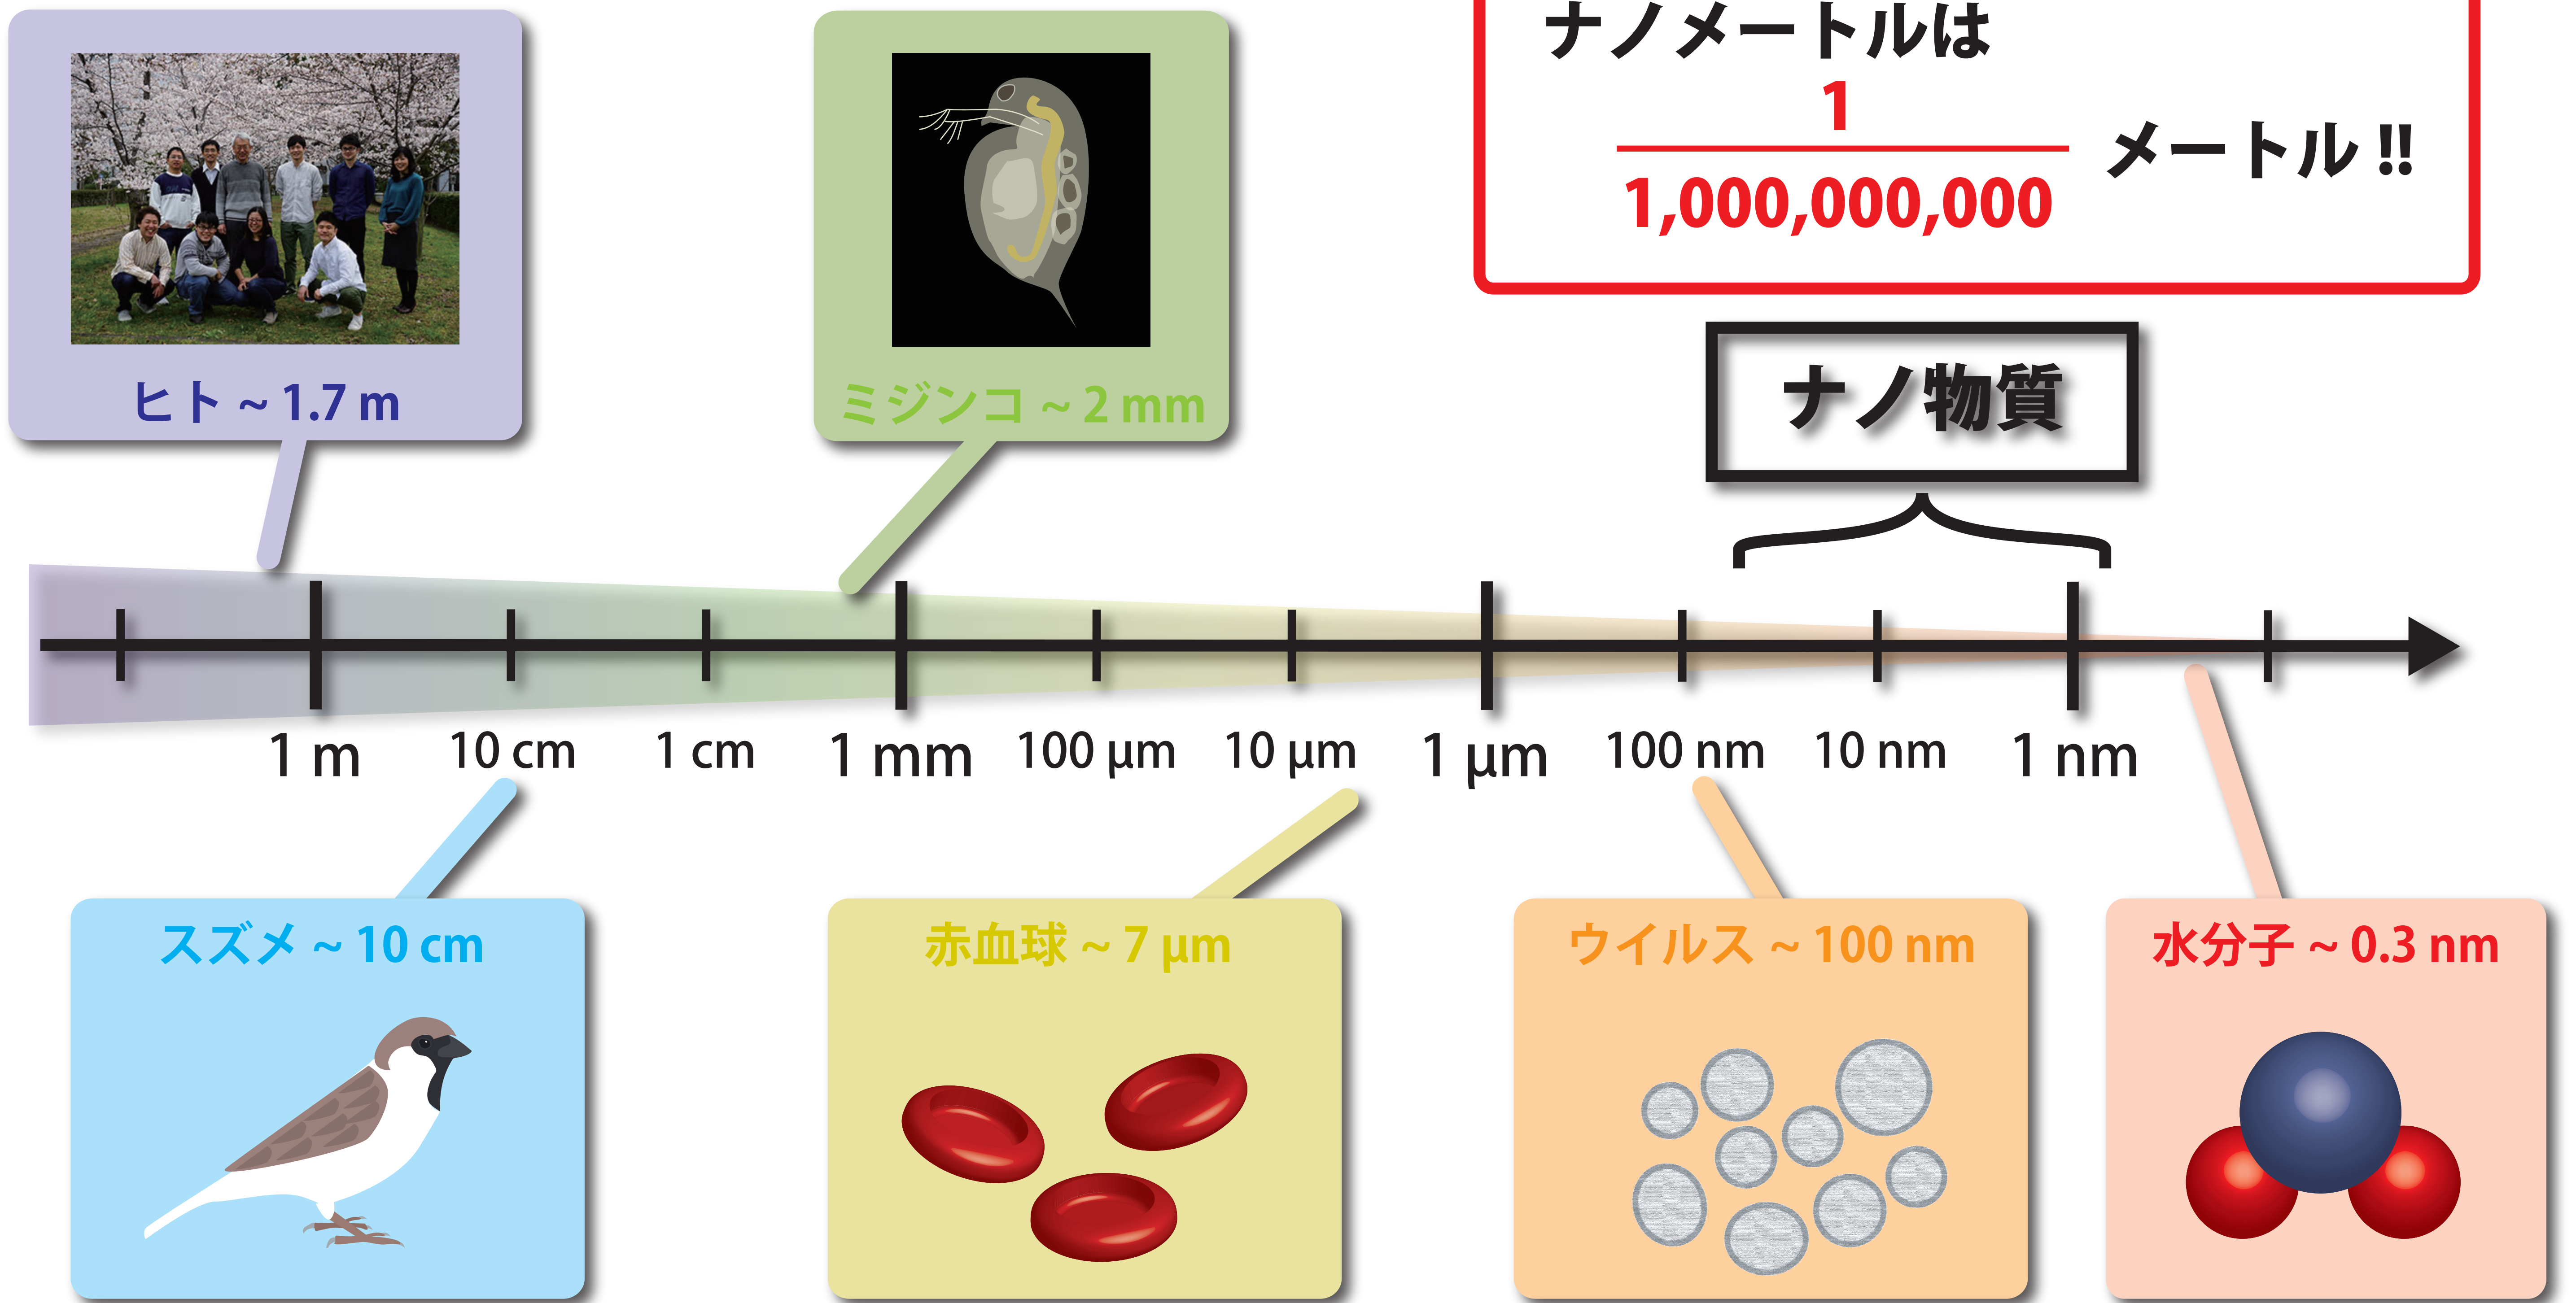 ナノメートルは
1
1,000,000,000
メートル !!
ヒト ~ 1.7 m
ミジンコ ~ 2 mm
ナノ物質
1 m
10 cm
1 cm
1 mm
100 µm
10 µm
1 µm
100 nm
10 nm
1 nm
スズメ ~ 10 cm
赤血球 ~ 7 µm
ウイルス ~ 100 nm
水分子 ~ 0.3 nm